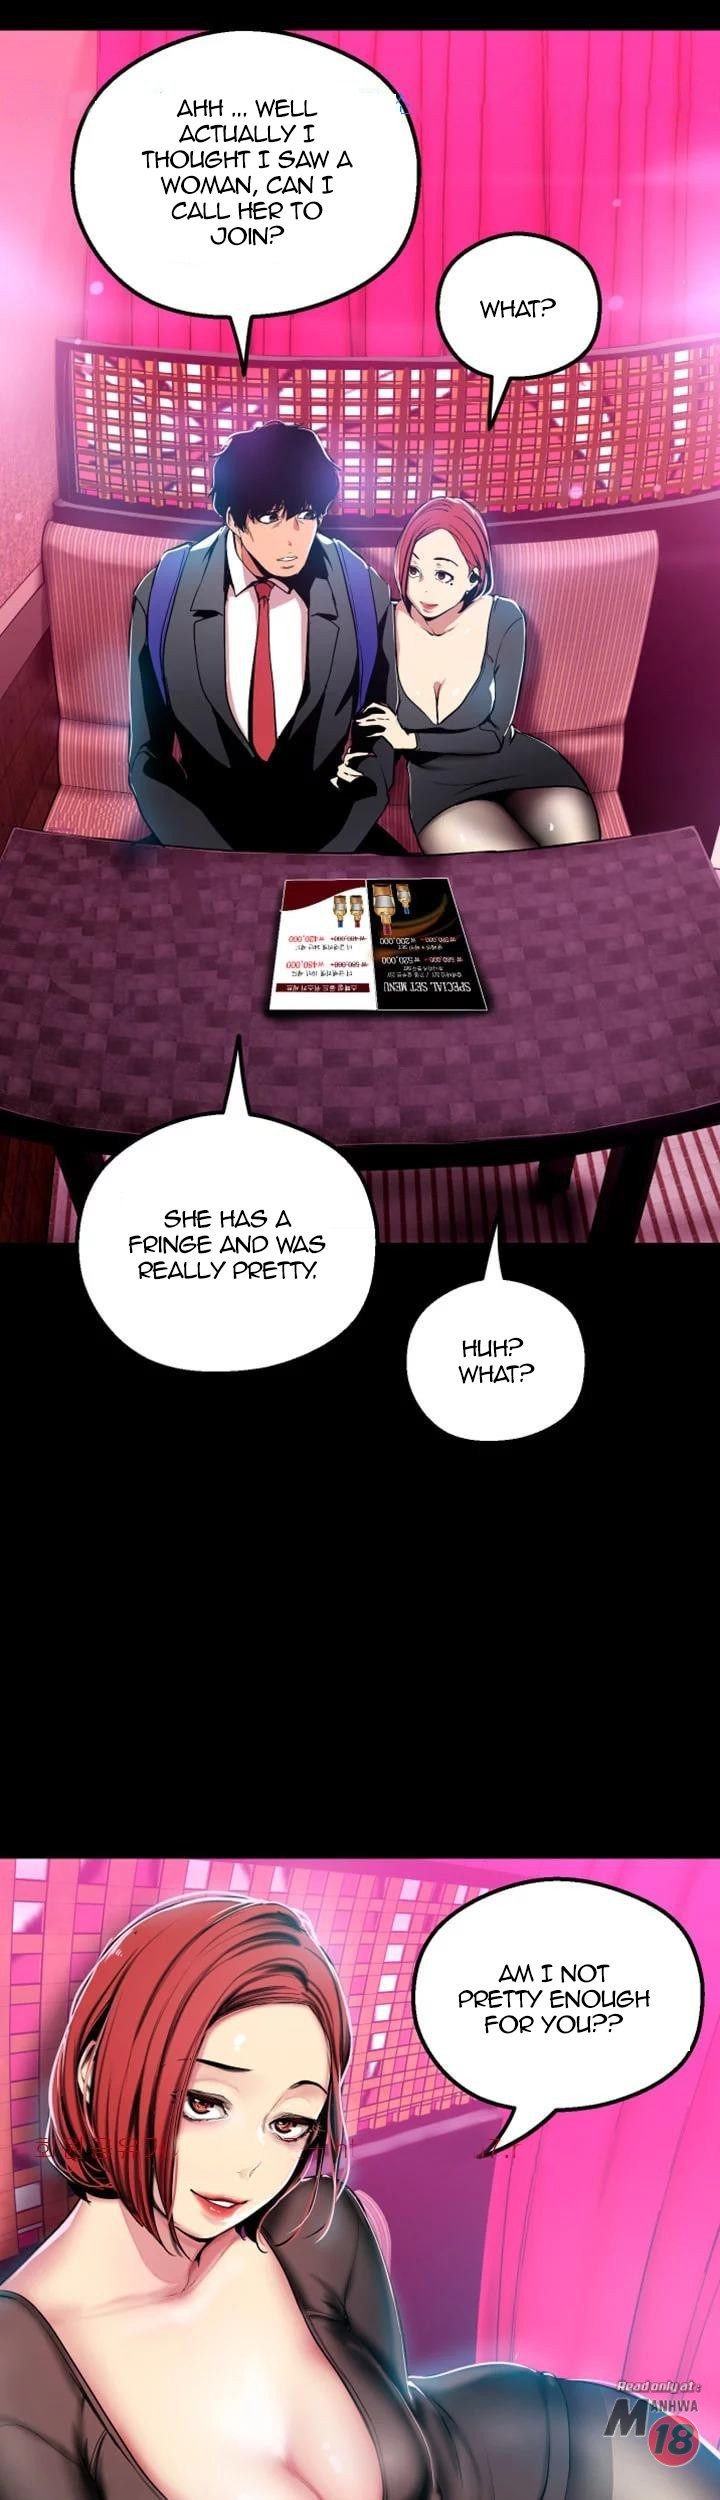 AHH ... WELL
ACTUALLY I
THOUGHT I SAW A
WOMAN, CAN I
CALL HER TO
JOIN?
WHAT?
SPECIAL SET MENU
SHE HAS A
FRINGE AND WAS
REALLY PRETTY.
HUH?
WHAT?
AM I NOT
PRETTY ENOUGH
FOR YOU??
Read only at :
MANHWA
18